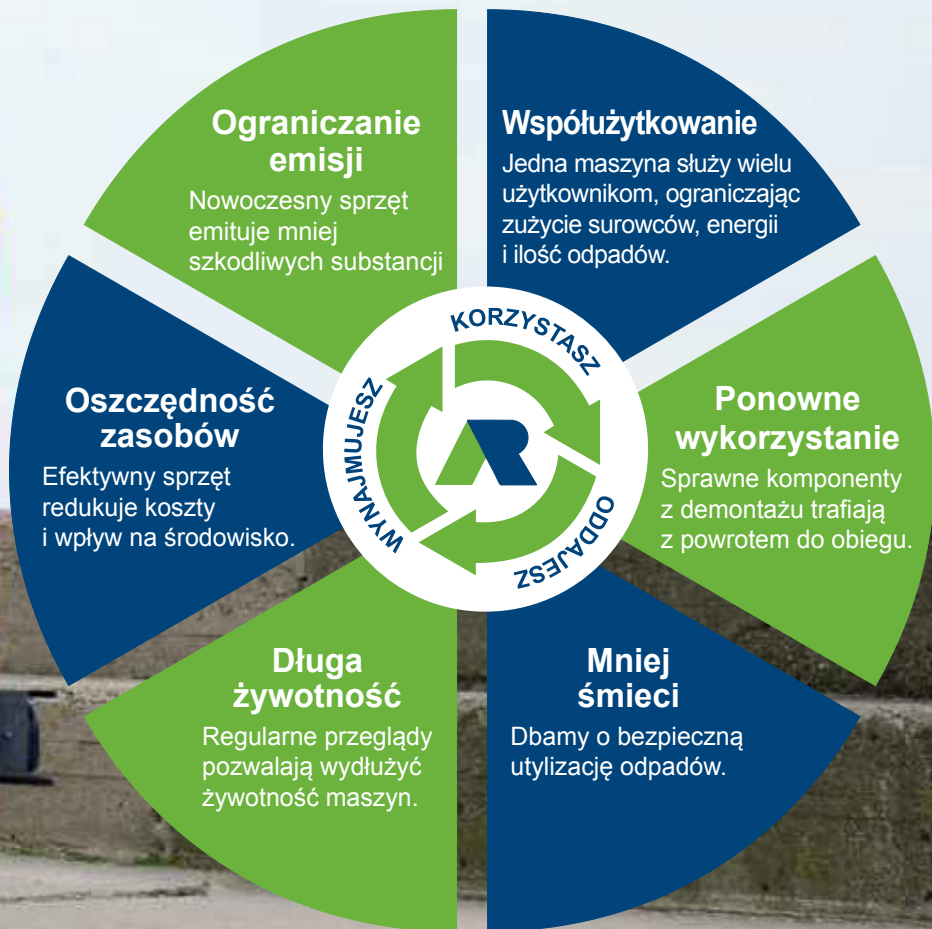 Ograniczanie
emisji
Nowoczesny sprzęt
emituje mniej
szkodliwych substancji
Współużytkowanie
Jedna maszyna służy wielu
użytkownikom, ograniczając
zużycie surowców, energii
i ilość odpadów.
Ponowne
wykorzystanie
Sprawne komponenty
z demontażu trafiają
z powrotem do obiegu.
Mniej
śmieci
Dbamy o bezpieczną
utylizację odpadów.
Długa
żywotność
Regularne przeglądy
pozwalają wydłużyć
żywotność maszyn.
Oszczędność
zasobów
Efektywny sprzęt
redukuje koszty
i wpływ na środowisko.
WYNAJMUJESZ
KORZYSTASZ
ODDAJESZ
AR